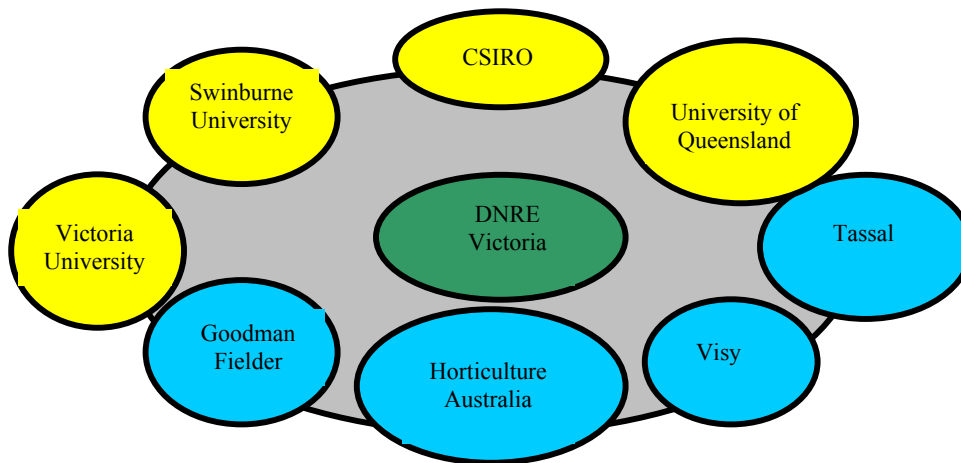 CSIRO
Swinburne
University
University of
Queensland
DNRE
Victoria
Victoria
University
Tassal
Goodman
Fielder
Horticulture
Australia
Visy